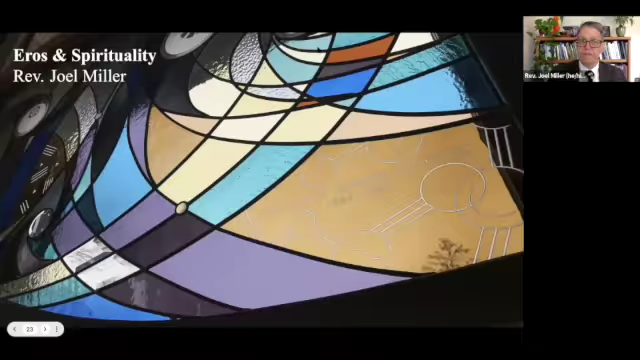 Eros & Spirituality
Rev. Joel Miller
Rev. Joel Miller (he/hi...
23